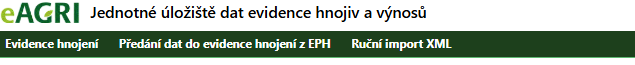 eAGRI Jednotné úložiště dat evidence hnojiv a výnosů
Evidence hnojení Předání dat do evidence hnojení z EPH Ruční import XML